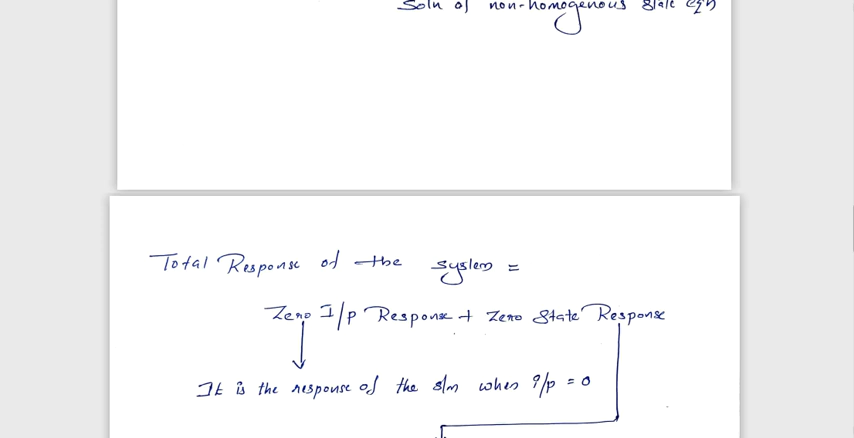 Soln of non-homogenous state eqn
Total Response of the system =
Zero I/p Response + Zero State Response
It is the response of the s/m when i/p = 0